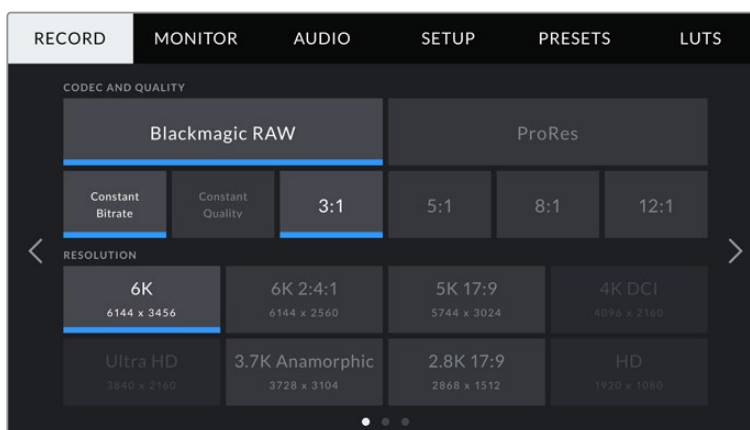 RECORD MONITOR AUDIO SETUP PRESETS LUTS
CODEC AND QUALITY
Blackmagic RAW ProRes
Constant Bitrate Constant Quality 3:1 5:1 8:1 12:1
RESOLUTION
6K 6K 2:4:1 5K 17:9 4K DCI
6144 x 3456 6144 x 2560 5744 x 3024 4096 x 2160
Ultra HD 3.7K Anamorphic 2.8K 17:9 HD
3840 x 2160 3728 x 3104 2868 x 1512 1920 x 1080